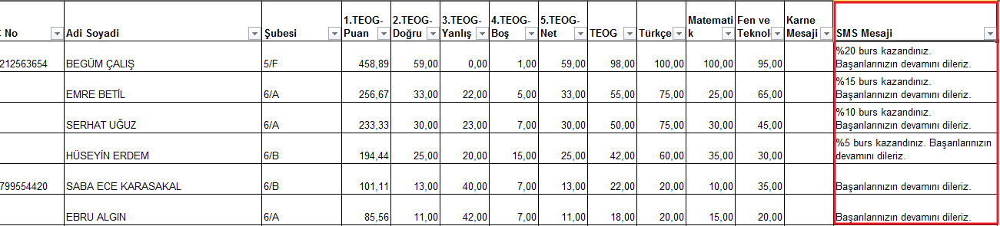 No
Adi Soyadi
Şubesi
1.TEOG-
Puan
2.TEOG-
Doğru
3.TEOG-
Yanlış
4.TEOG-
Boş
5.TEOG-
Net
TEOG
Türkçe
Matemati
k
Fen ve
Teknol
Karne
Mesaji
SMS Mesaji
212563654 BEGÜM ÇALIŞ 5/F 458,89 59,00 0,00 1,00 59,00 98,00 100,00 100,00 95,00
%20 burs kazandınız.
Başarılarınızın devamını dileriz.
EMRE BETİL 6/A 256,67 33,00 22,00 5,00 33,00 55,00 75,00 25,00 65,00
%15 burs kazandınız.
Başarılarınızın devamını dileriz.
SERHAT UĞUZ 6/A 233,33 30,00 23,00 7,00 30,00 50,00 75,00 30,00 45,00
%10 burs kazandınız.
Başarılarınızın devamını dileriz.
HÜSEYİN ERDEM 6/B 194,44 25,00 20,00 15,00 25,00 42,00 60,00 35,00 30,00
%5 burs kazandınız. Başarılarınızın
devamını dileriz.
799554420 SABA ECE KARASAKAL 6/B 101,11 13,00 40,00 7,00 13,00 22,00 20,00 10,00 35,00
Başarılarınızın devamını dileriz.
EBRU ALGIN 6/A 85,56 11,00 42,00 7,00 11,00 18,00 20,00 15,00 20,00
Başarılarınızın devamını dileriz.